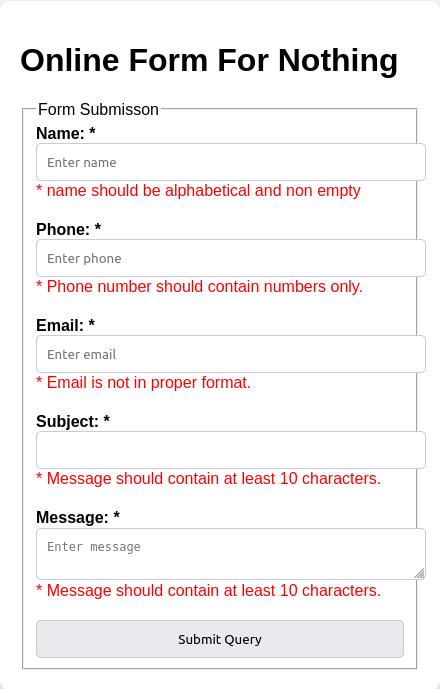 Online Form For Nothing
Form Submisson
Name: *
Enter name
* name should be alphabetical and non empty
Phone: *
Enter phone
* Phone number should contain numbers only.
Email: *
Enter email
* Email is not in proper format.
Subject: *
* Message should contain at least 10 characters.
Message: *
Enter message
* Message should contain at least 10 characters.
Submit Query